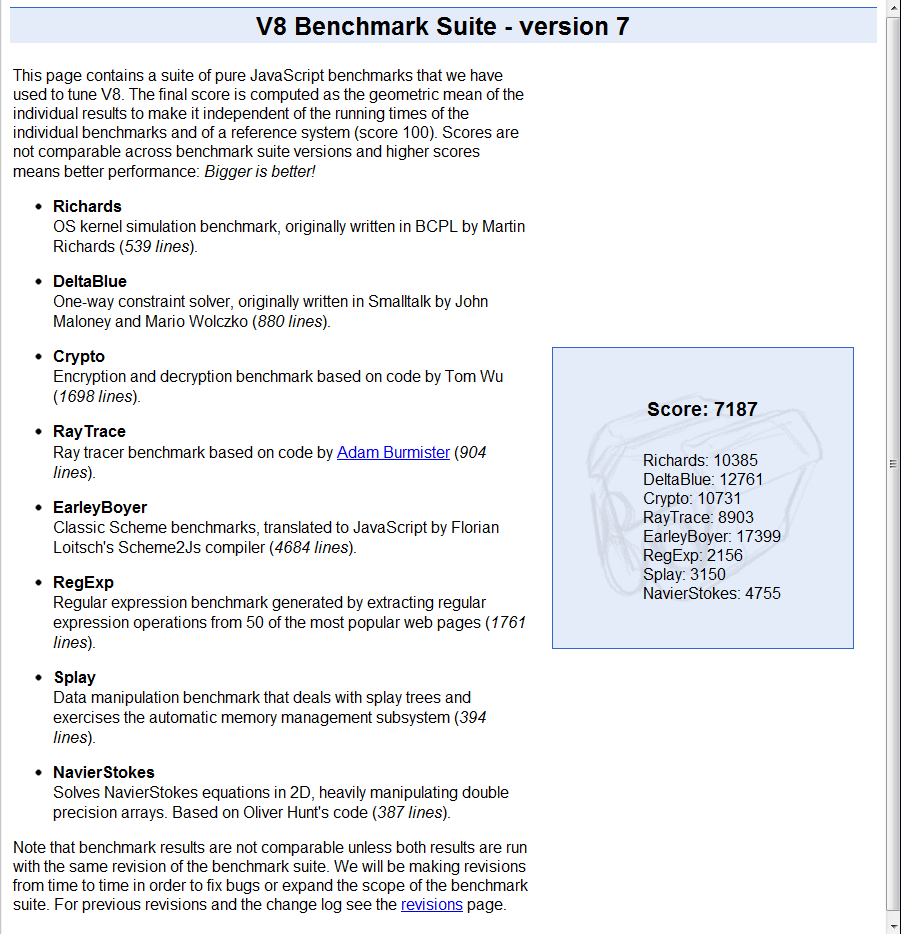 V8 Benchmark Suite - version 7
This page contains a suite of pure JavaScript benchmarks that we have
used to tune V8. The final score is computed as the geometric mean of the
individual results to make it independent of the running times of the
individual benchmarks and of a reference system (score 100). Scores are
not comparable across benchmark suite versions and higher scores
means better performance: Bigger is better!
• Richards
OS kernel simulation benchmark, originally written in BCPL by Martin
Richards (539 lines).
• DeltaBlue
One-way constraint solver, originally written in Smalltalk by John
Maloney and Mario Wolczko (880 lines).
• Crypto
Encryption and decryption benchmark based on code by Tom Wu
(1698 lines).
• RayTrace
Ray tracer benchmark based on code by Adam Burmister (904
lines).
• EarleyBoyer
Classic Scheme benchmarks, translated to JavaScript by Florian
Loitsch's Scheme2Js compiler (4684 lines).
• RegExp
Regular expression benchmark generated by extracting regular
expression operations from 50 of the most popular web pages (1761
lines).
• Splay
Data manipulation benchmark that deals with splay trees and
exercises the automatic memory management subsystem (394
lines).
• NavierStokes
Solves NavierStokes equations in 2D, heavily manipulating double
precision arrays. Based on Oliver Hunt's code (387 lines).
Note that benchmark results are not comparable unless both results are run
with the same revision of the benchmark suite. We will be making revisions
from time to time in order to fix bugs or expand the scope of the benchmark
suite. For previous revisions and the change log see the revisions page.
Score: 7187
Richards: 10385
DeltaBlue: 12761
Crypto: 10731
RayTrace: 8903
EarleyBoyer: 17399
RegExp: 2156
Splay: 3150
NavierStokes: 4755